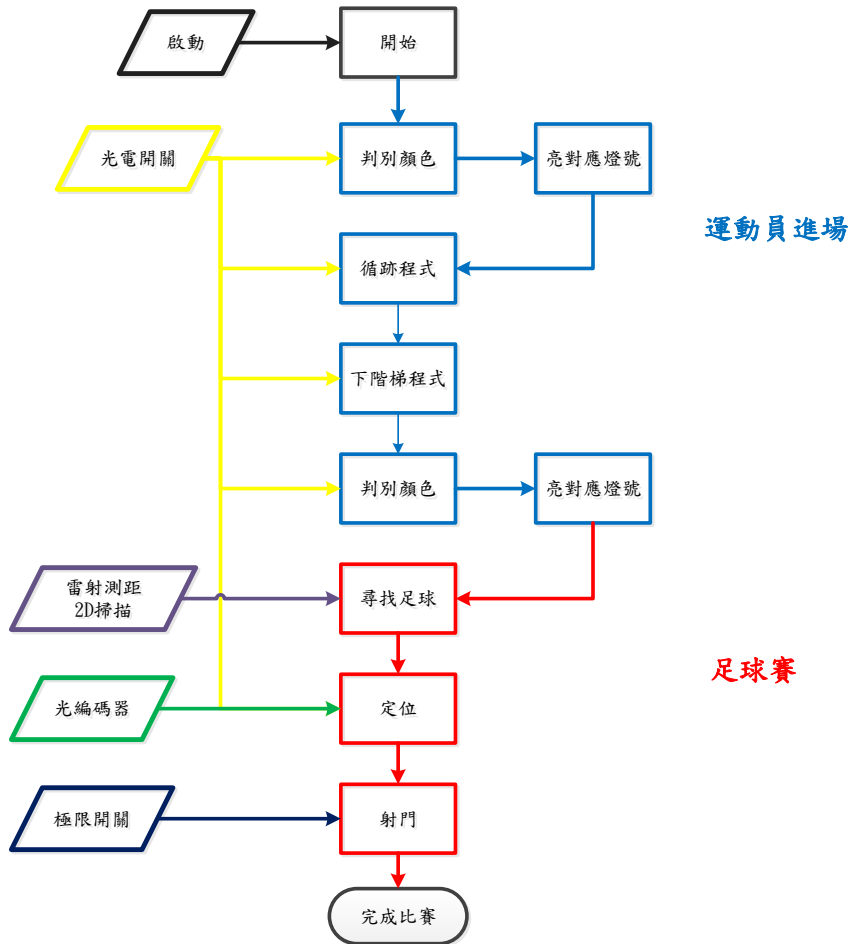 啟動
開始
光電開關
判別顏色
亮對應燈號
運動員進場
循跡程式
下階梯程式
判別顏色
亮對應燈號
雷射測距
2D掃描
尋找足球
足球賽
光編碼器
定位
極限開關
射門
完成比賽